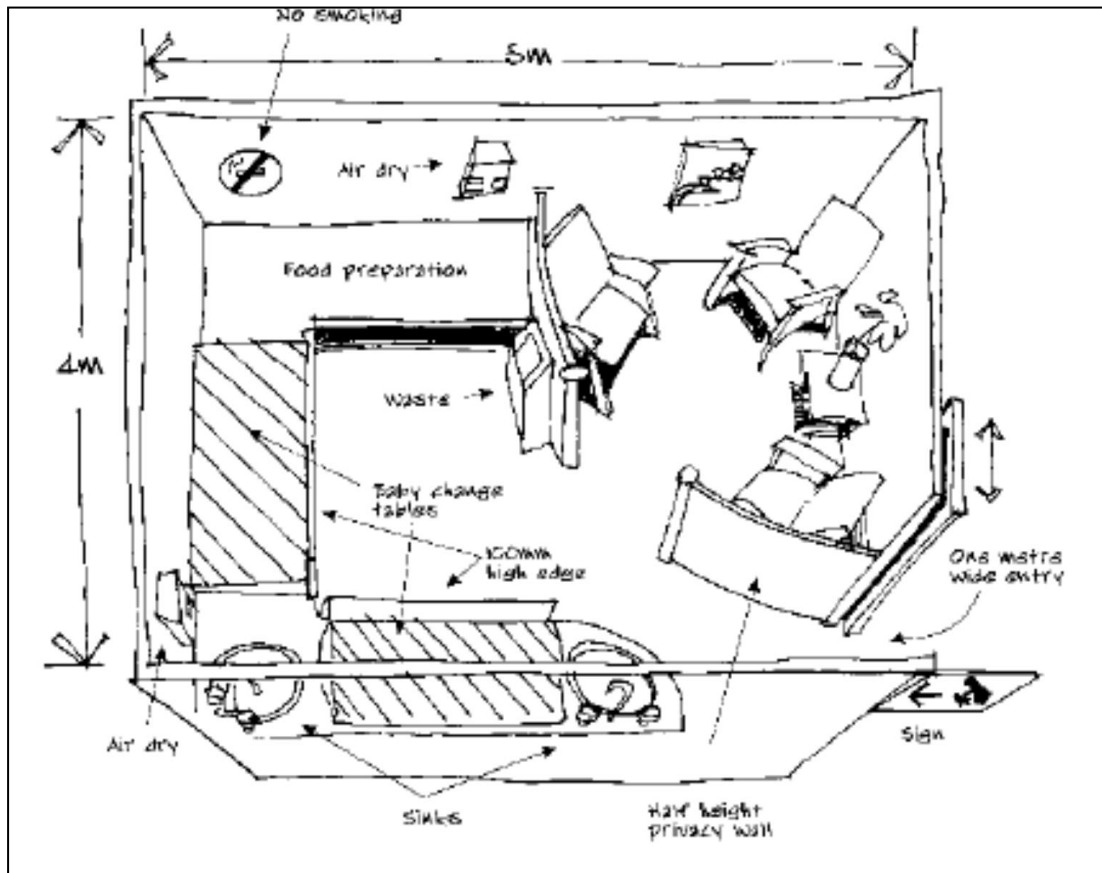 No smoking
5m
Air dry
Food preparation
4m
Waste
Baby change
tables
100mm
high edge
One metre
wide entry
Air dry
Sign
Sinks
Half height
privacy wall